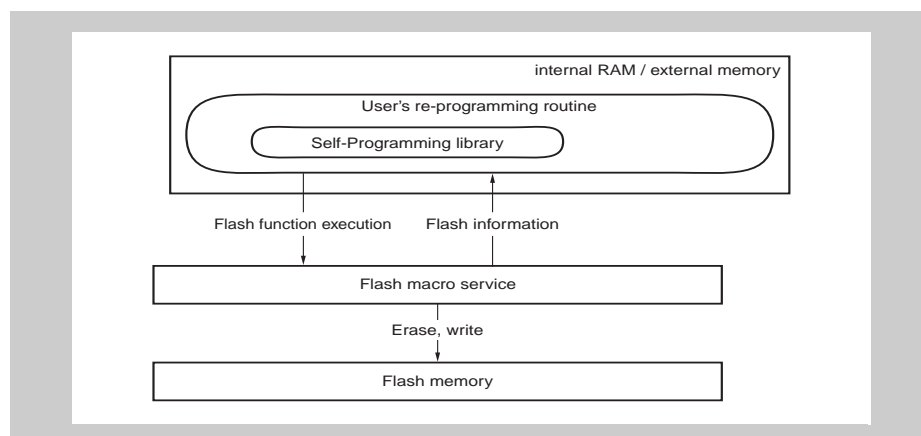 internal RAM / external memory
User's re-programming routine
Self-Programming library
Flash function execution
Flash information
Flash macro service
Erase, write
Flash memory